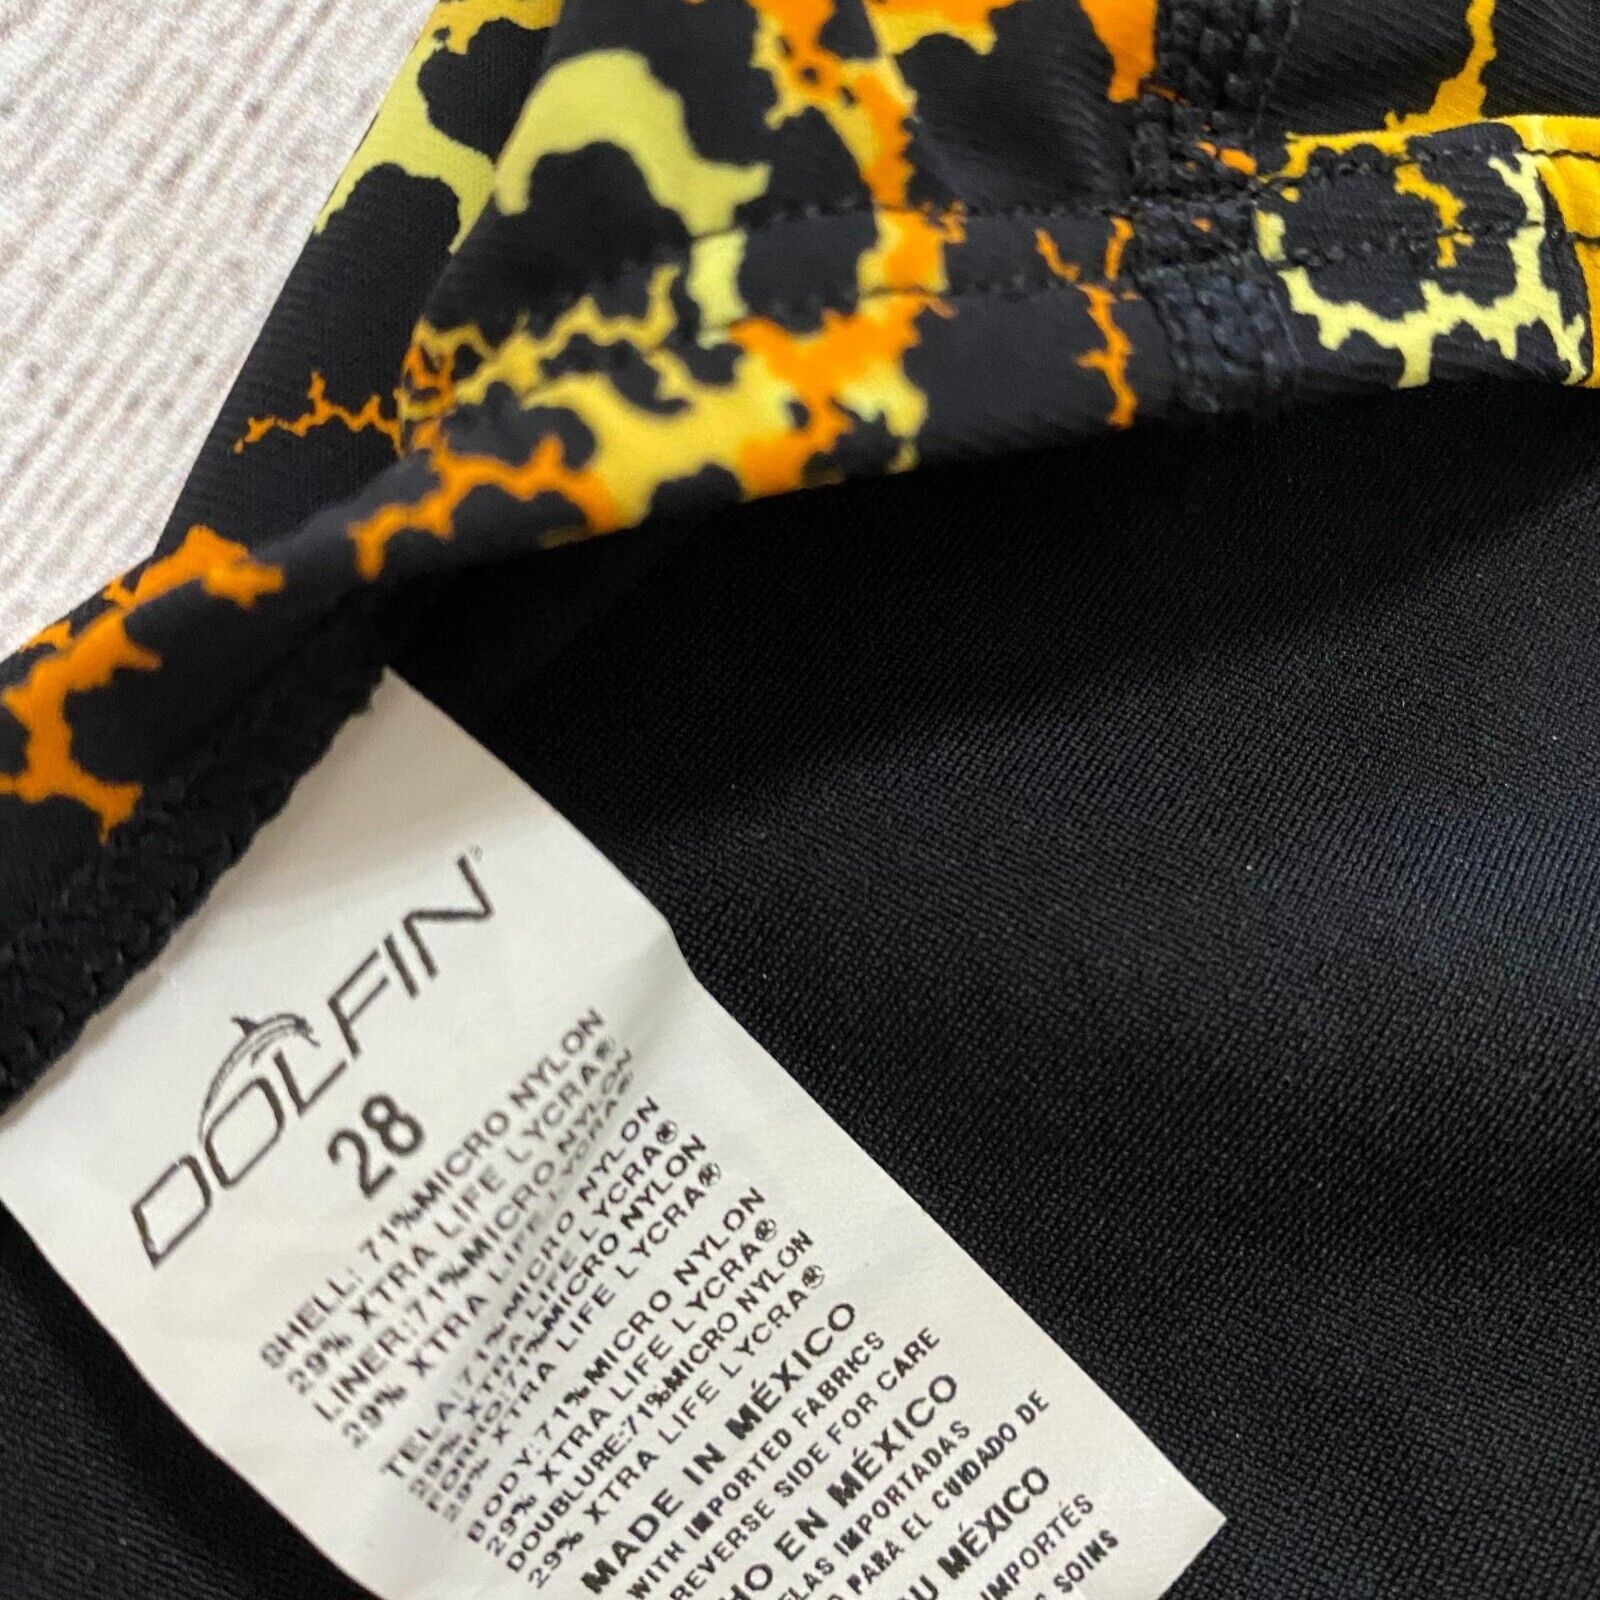 DOLFIN
28
SHELL: 71%MICRO NYLON
29% XTRA LIFE LYCRA®
LINER:71%MICRO NYLON
29% XTRA LIFE LYCRA®
TELA:71%MICRO NYLON
29% XTRA LIFE LYCRA®
FORRO:71%MICRO NYLON
29% XTRA LIFE LYCRA®
BODY:71%MICRO NYLON
29% XTRA LIFE LYCRA®
DOUBLURE:71%MICRO NYLON
29% XTRA LIFE LYCRA®
MADE IN MÉXICO
WITH IMPORTED FABRICS
REVERSE SIDE FOR CARE
HO EN MÉXICO
ELAS IMPORTADAS
PARA EL CUIDADO DE
DU MÉXICO
IMPORTÉS
SOINS